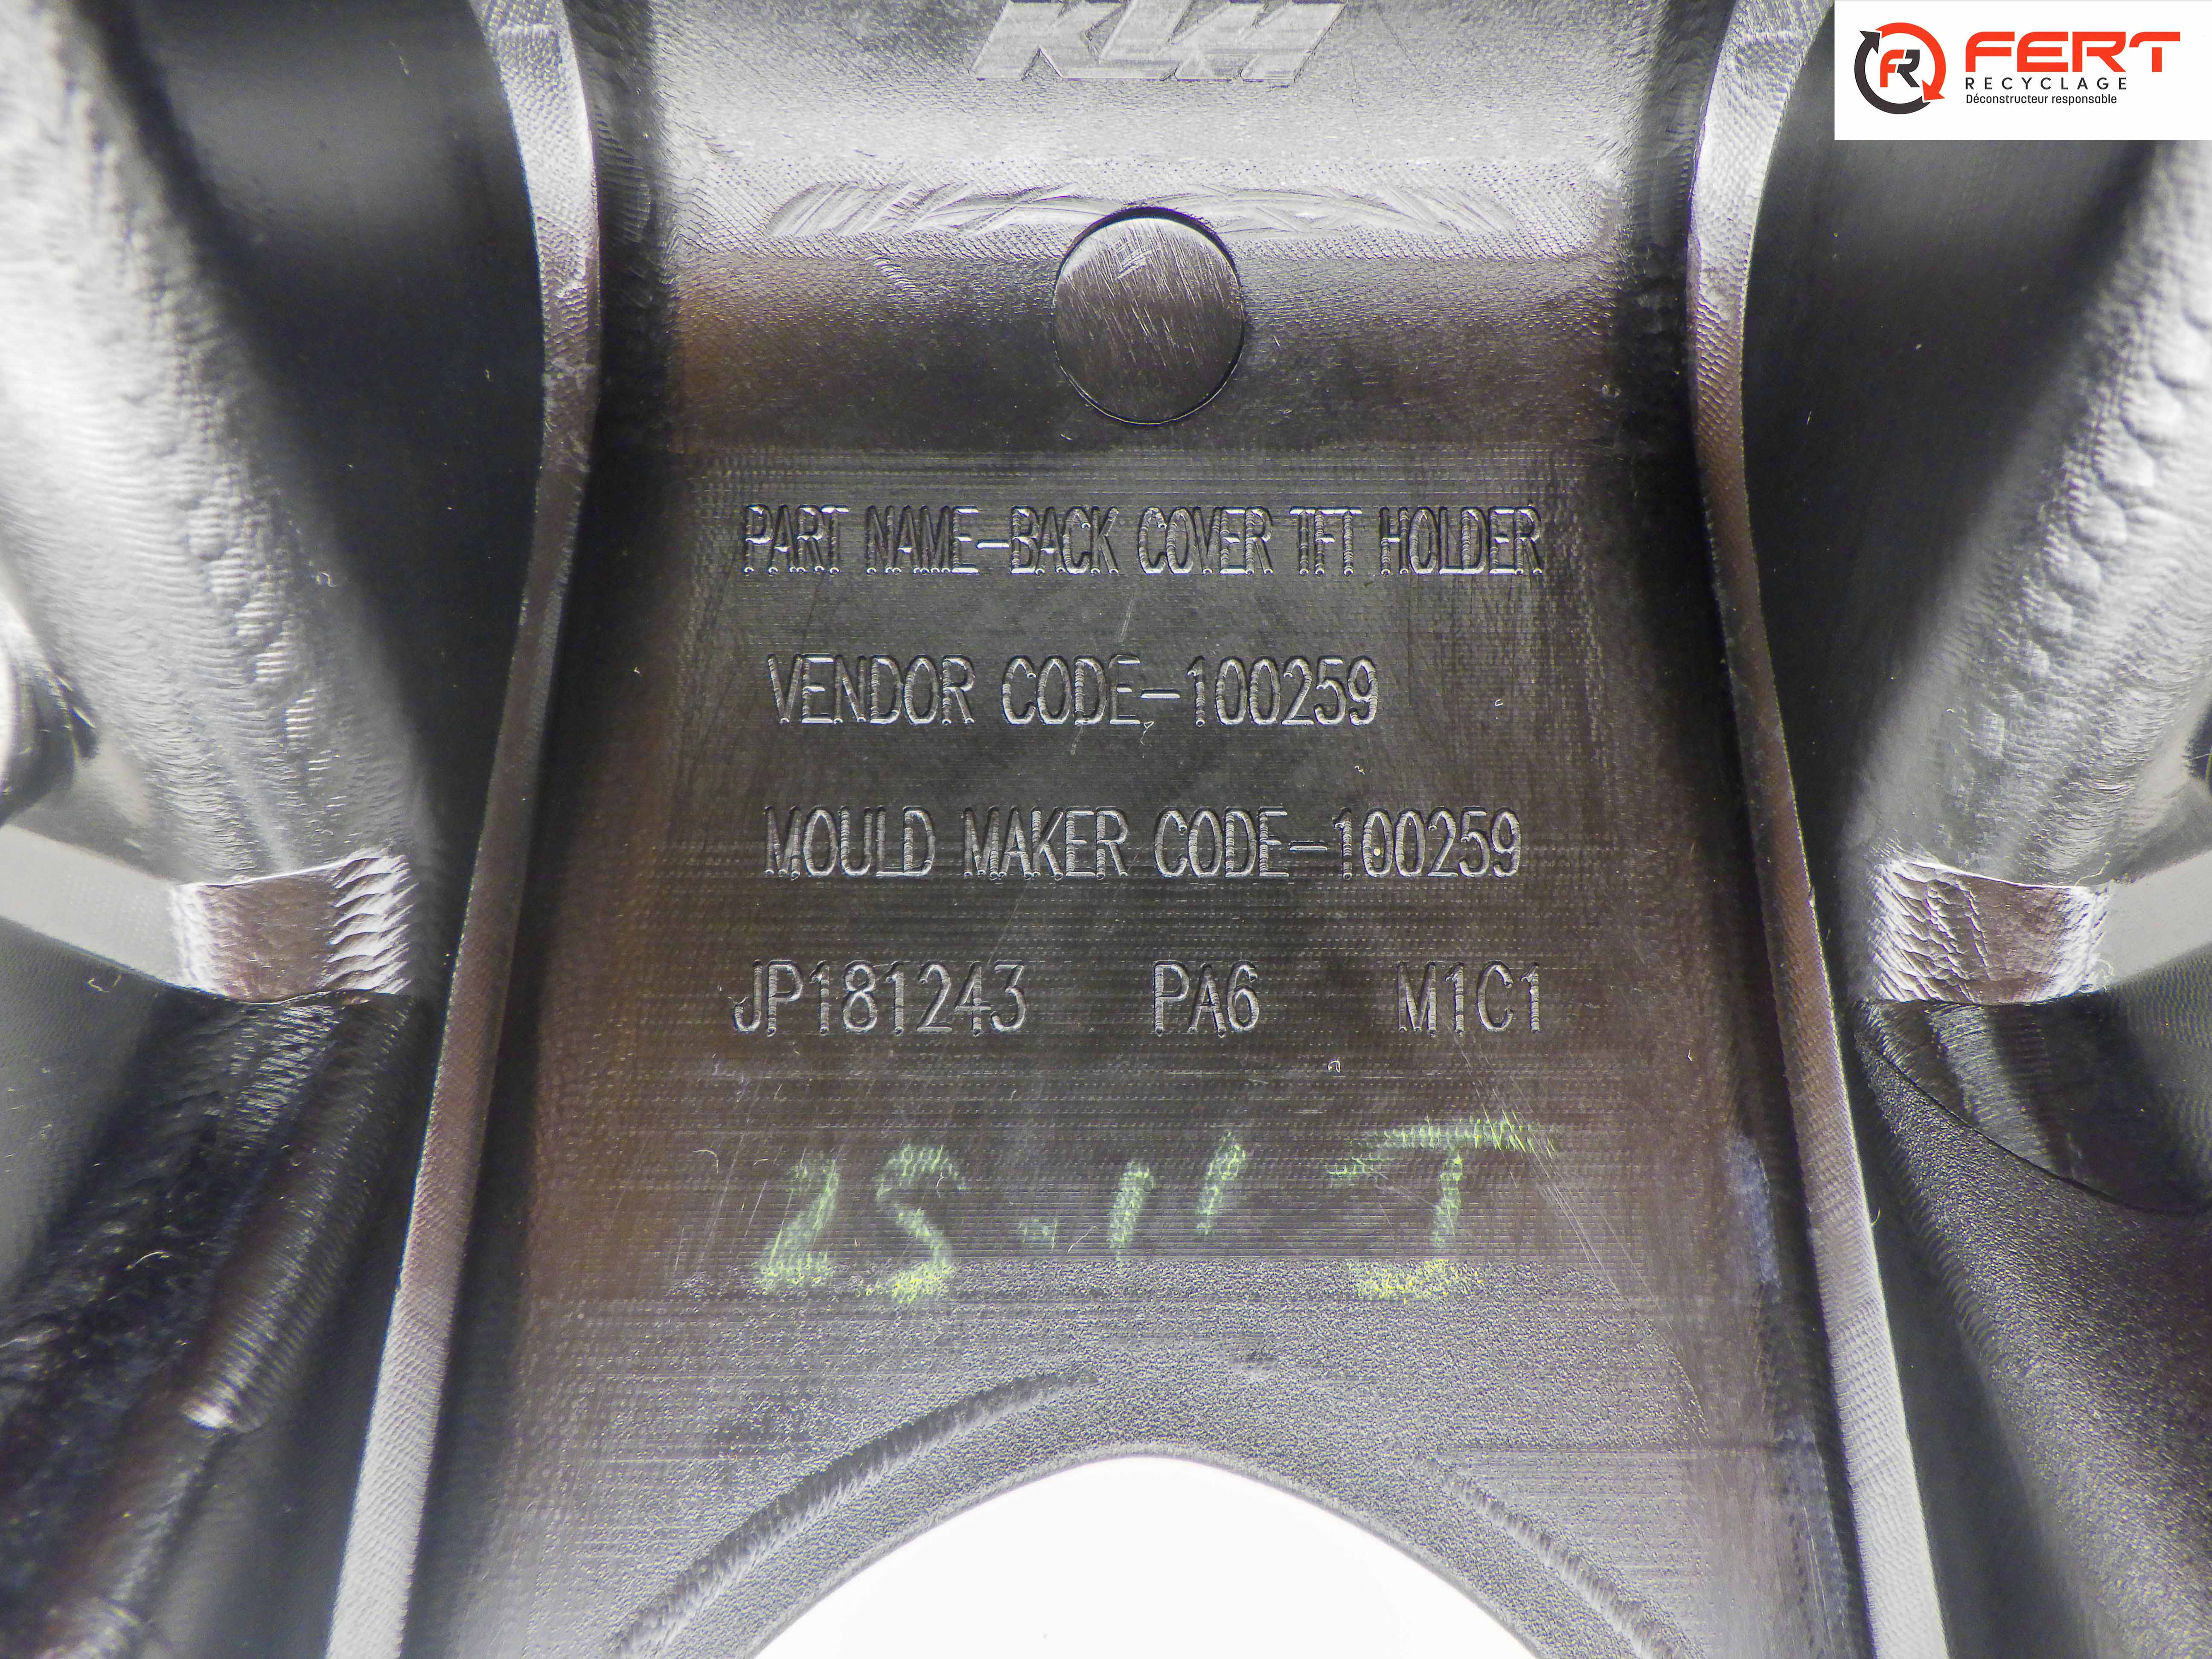 KTM
FERT
RECYCLAGE
Déconstructeur responsable
PART NAME-BACK COVER TFT HOLDER
VENDOR CODE-100259
MOULD MAKER CODE-100259
JP181243 PA6 M1C1